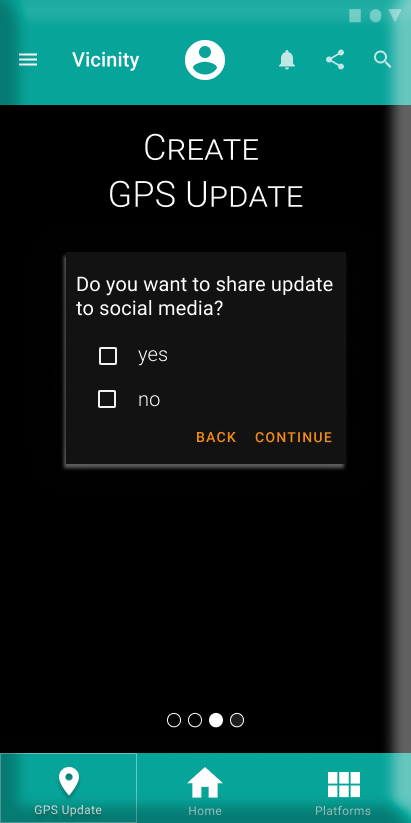 Vicinity
CREATE
GPS UPDATE
Do you want to share update
to social media?
yes
no
BACK CONTINUE
GPS Update Home Platforms